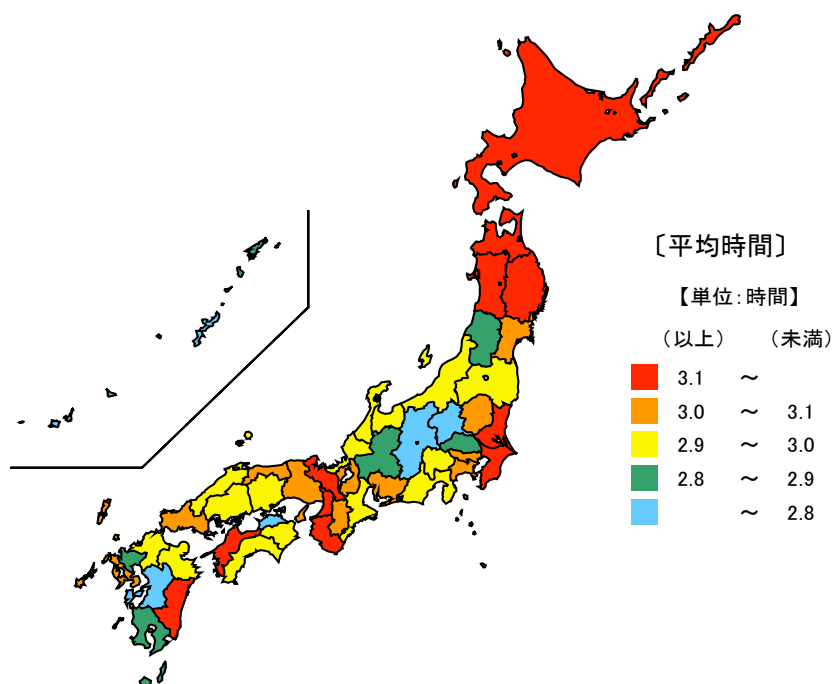 〔平均時間〕
【単位:時間】
(以上) (未満)
3.1 ~
3.0 ~ 3.1
2.9 ~ 3.0
2.8 ~ 2.9
~ 2.8